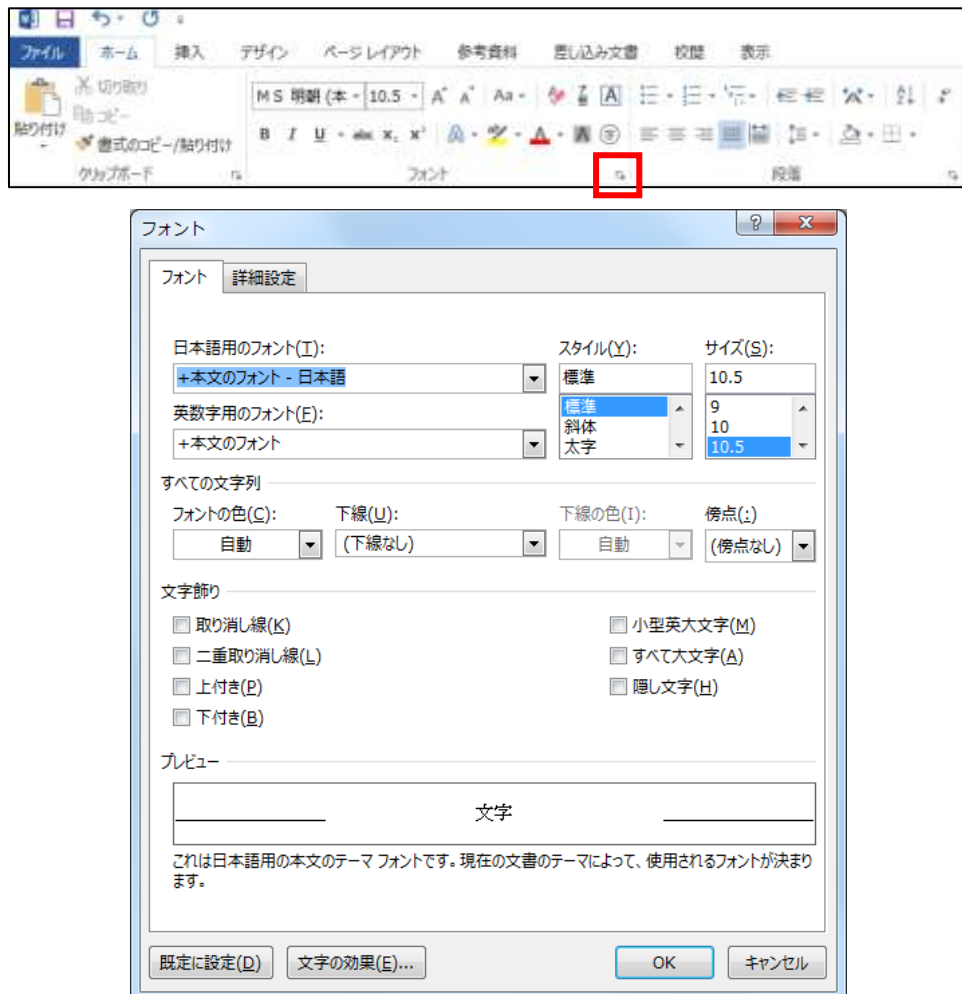 ファイル ホーム 挿入 デザイン ページ レイアウト 参考資料 差し込み文書 校閲 表示
切り取り
MS 明朝 (本 10.5 A A Aa A
コピー
貼り付け
書式のコピー/貼り付け
B I U abc x₂ x² A A A 字
クリップボード フォント 段落
フォント
フォント 詳細設定
日本語用のフォント(T): スタイル(Y): サイズ(S):
+本文のフォント - 日本語 標準 10.5
英数字用のフォント(F): 標準 9
斜体 10
+本文のフォント 太字 10.5
すべての文字列
フォントの色(C): 下線(U): 下線の色(I): 傍点(:)
自動 (下線なし) 自動 (傍点なし)
文字飾り
取り消し線(K) 小型英大文字(M)
二重取り消し線(L) すべて大文字(A)
上付き(P) 隠し文字(H)
下付き(B)
プレビュー
文字
これは日本語用の本文のテーマ フォントです。現在の文書のテーマによって、使用されるフォントが決まり
ます。
既定に設定(D) 文字の効果(E)... OK キャンセル